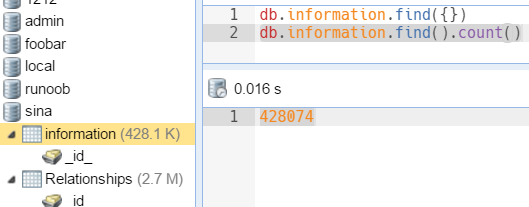 1212
admin
foobar
local
runoob
sina
information (428.1 K)
_id_
Relationships (2.7 M)
id
1 db.information.find({})
2 db.information.find().count()
0.016 s
1 428074